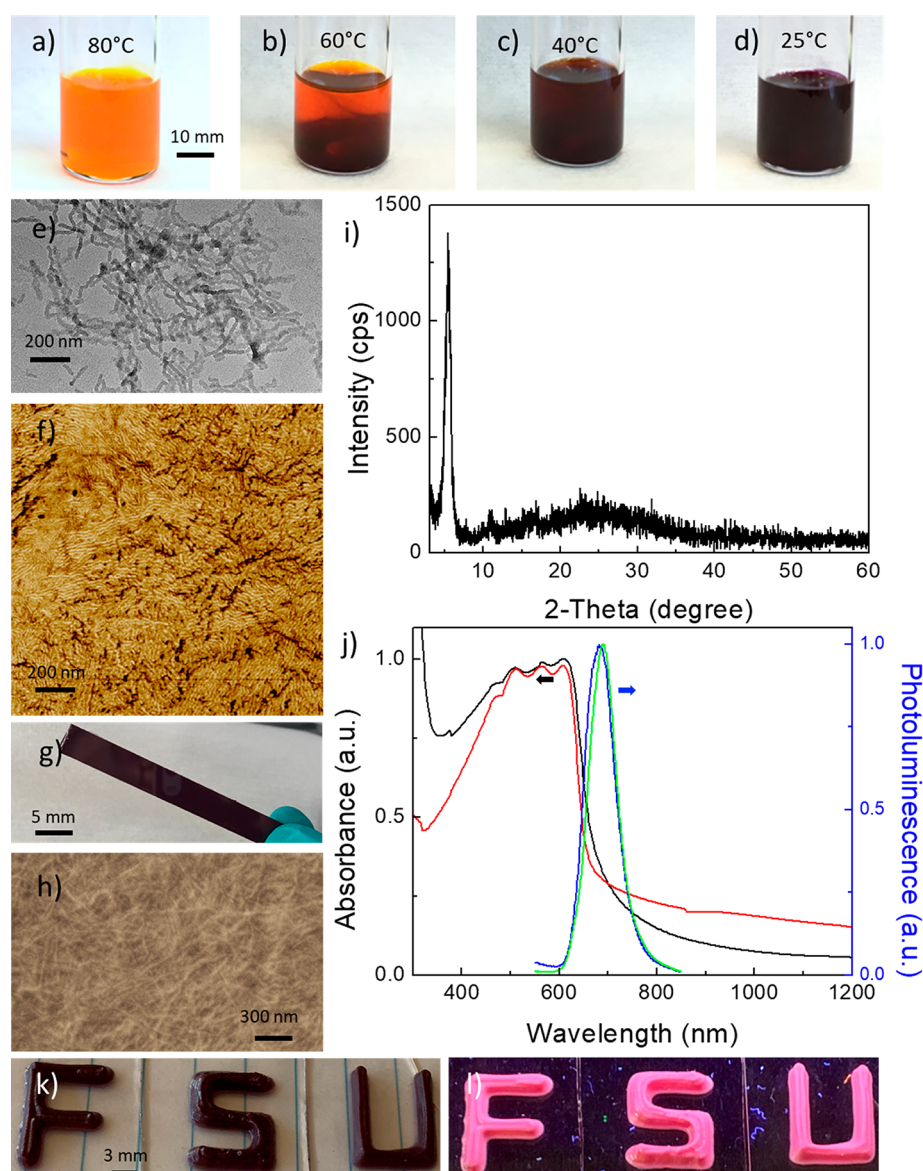 a) 80°C
10 mm
b) 60°C
c) 40°C
d) 25°C
e)
200 nm
f)
200 nm
g)
5 mm
h)
300 nm
i)
1500
1000
500
0
Intensity (cps)
10 20 30 40 50 60
2-Theta (degree)
j)
1.0
0.5
0.0
Absorbance (a.u.)
1.0
0.5
0.0
Photoluminescence (a.u.)
400 600 800 1000 1200
Wavelength (nm)
k)
F S U
3 mm
l)
F S U